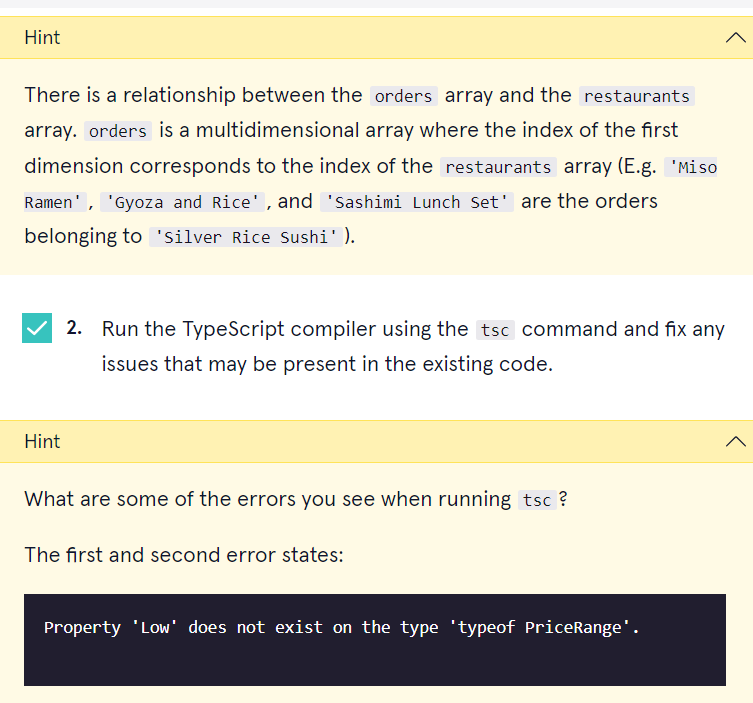 Hint
There is a relationship between the orders array and the restaurants
array. orders is a multidimensional array where the index of the first
dimension corresponds to the index of the restaurants array (E.g. 'Miso
Ramen', 'Gyoza and Rice', and 'Sashimi Lunch Set' are the orders
belonging to 'Silver Rice Sushi').
2. Run the TypeScript compiler using the tsc command and fix any
issues that may be present in the existing code.
Hint
What are some of the errors you see when running tsc?
The first and second error states:
Property 'Low' does not exist on the type 'typeof PriceRange'.